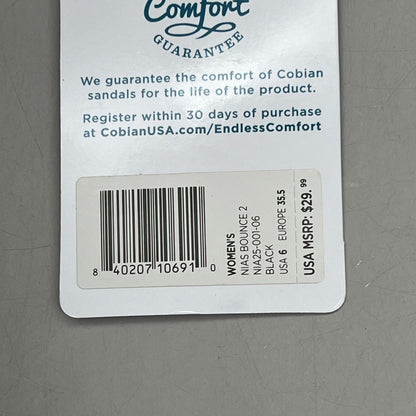 Comfort
GUARANTEE
We guarantee the comfort of Cobian
sandals for the life of the product.
Register within 30 days of purchase
at CobianUSA.com/EndlessComfort
8 40207 10691 0
WOMEN'S
NIAS BOUNCE 2
NIA25-001-06
BLACK
USA 6 EUROPE 35.5
USA MSRP: $29.99